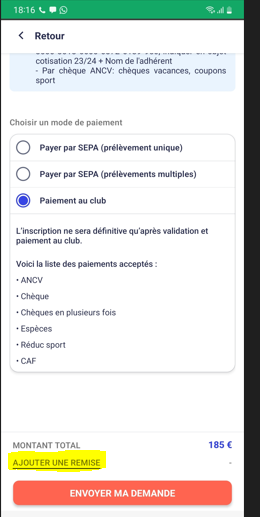 18:16
Retour
cotisation 23/24 + Nom de l'adhérent
- Par chèque ANCV: chèques vacances, coupons
sport
Choisir un mode de paiement
Payer par SEPA (prélèvement unique)
Payer par SEPA (prélèvements multiples)
Paiement au club
L'inscription ne sera définitive qu'après validation et
paiement au club.
Voici la liste des paiements acceptés :
• ANCV
• Chèque
• Chèques en plusieurs fois
• Espèces
• Réduc sport
• CAF
MONTANT TOTAL 185 €
AJOUTER UNE REMISE -
ENVOYER MA DEMANDE